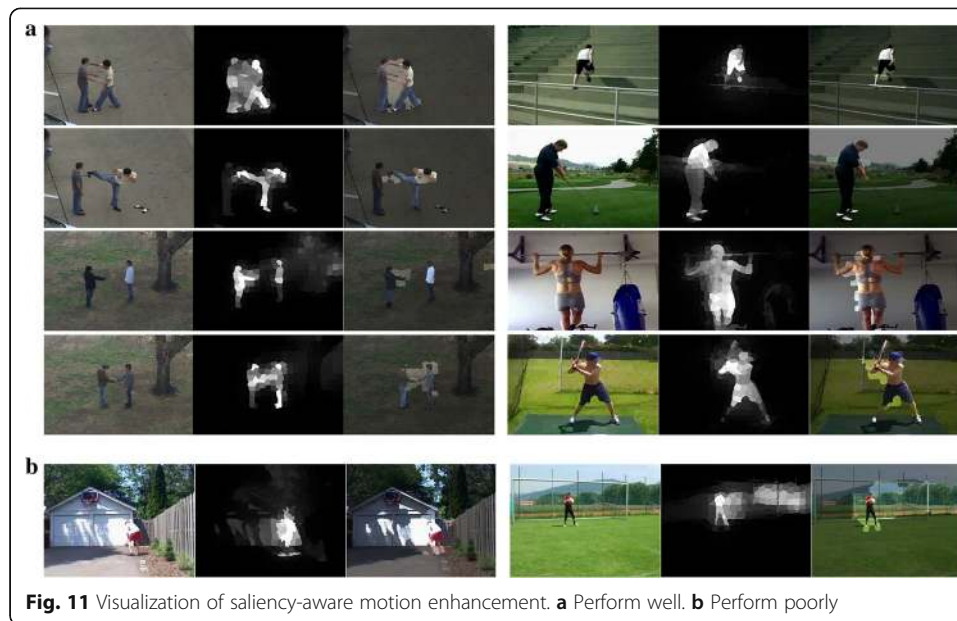 a
b
Fig. 11 Visualization of saliency-aware motion enhancement. a Perform well. b Perform poorly